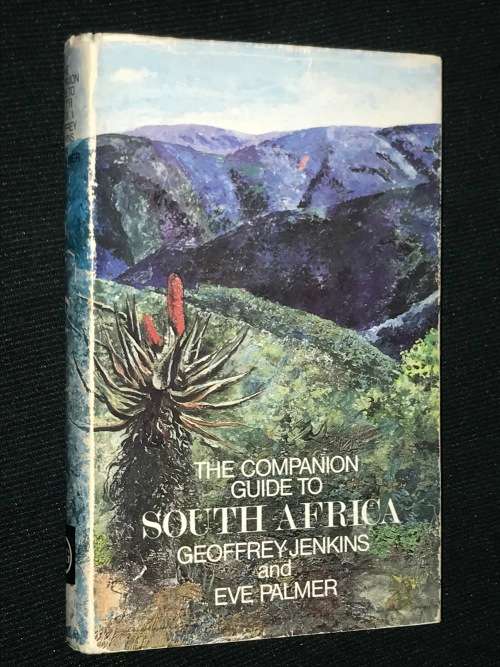 THE COMPANION
GUIDE TO
SOUTH AFRICA
GEOFFREY JENKINS
and
EVE PALMER